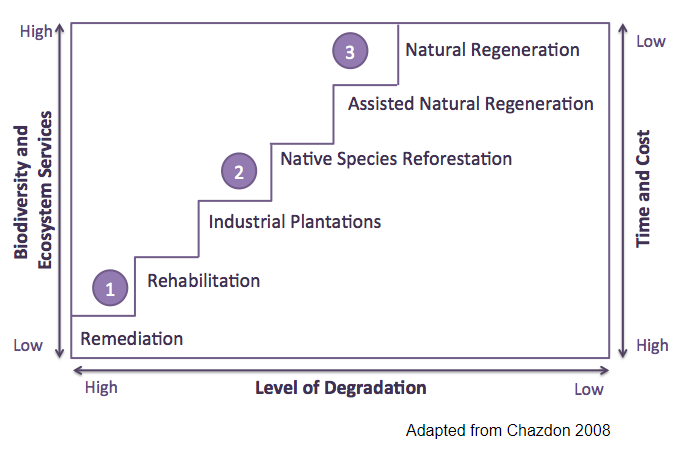 High
Low
3
Natural Regeneration
Assisted Natural Regeneration
2
Native Species Reforestation
Industrial Plantations
1
Rehabilitation
Remediation
Biodiversity and
Ecosystem Services
Time and Cost
Low
High
High
Level of Degradation
Low
Adapted from Chazdon 2008